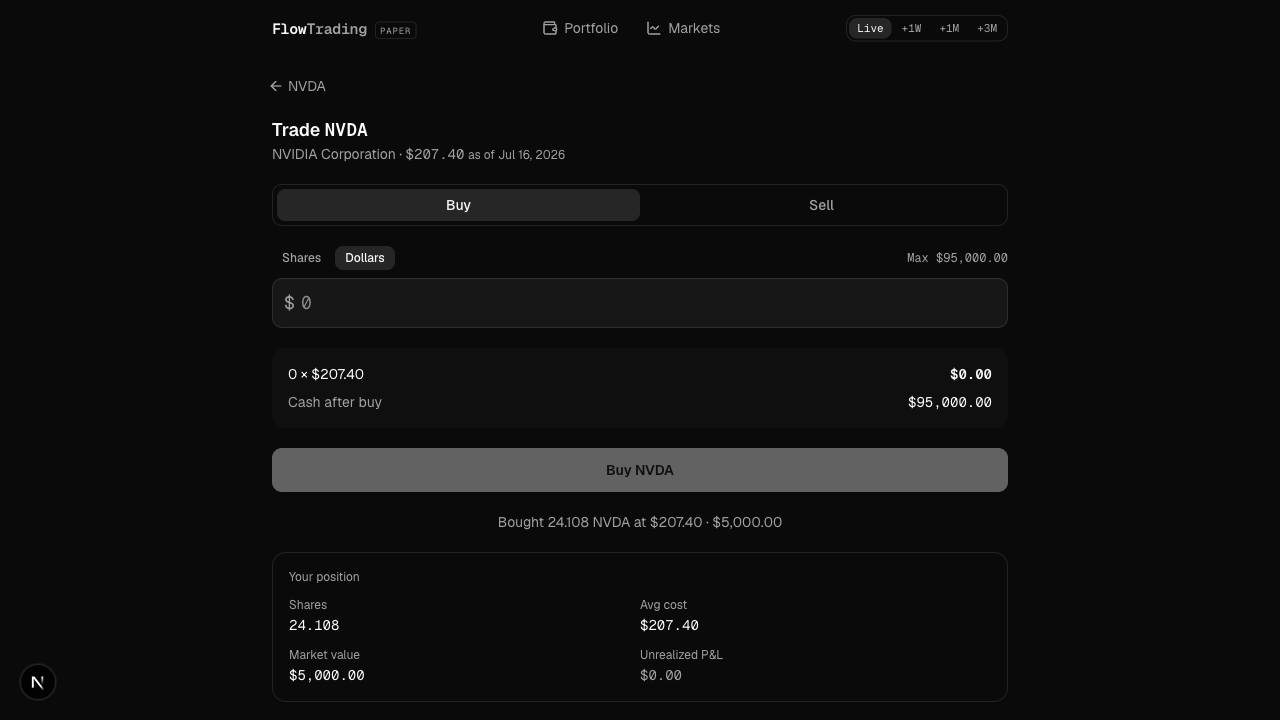 FlowTrading PAPER
Portfolio
Markets
Live +1W +1M +3M
← NVDA
Trade NVDA
NVIDIA Corporation · $207.40 as of Jul 16, 2026
Buy
Sell
Shares
Dollars
Max $95,000.00
$ 0
0 × $207.40
$0.00
Cash after buy
$95,000.00
Buy NVDA
Bought 24.108 NVDA at $207.40 · $5,000.00
Your position
Shares
Avg cost
24.108
$207.40
Market value
Unrealized P&L
$5,000.00
$0.00
N